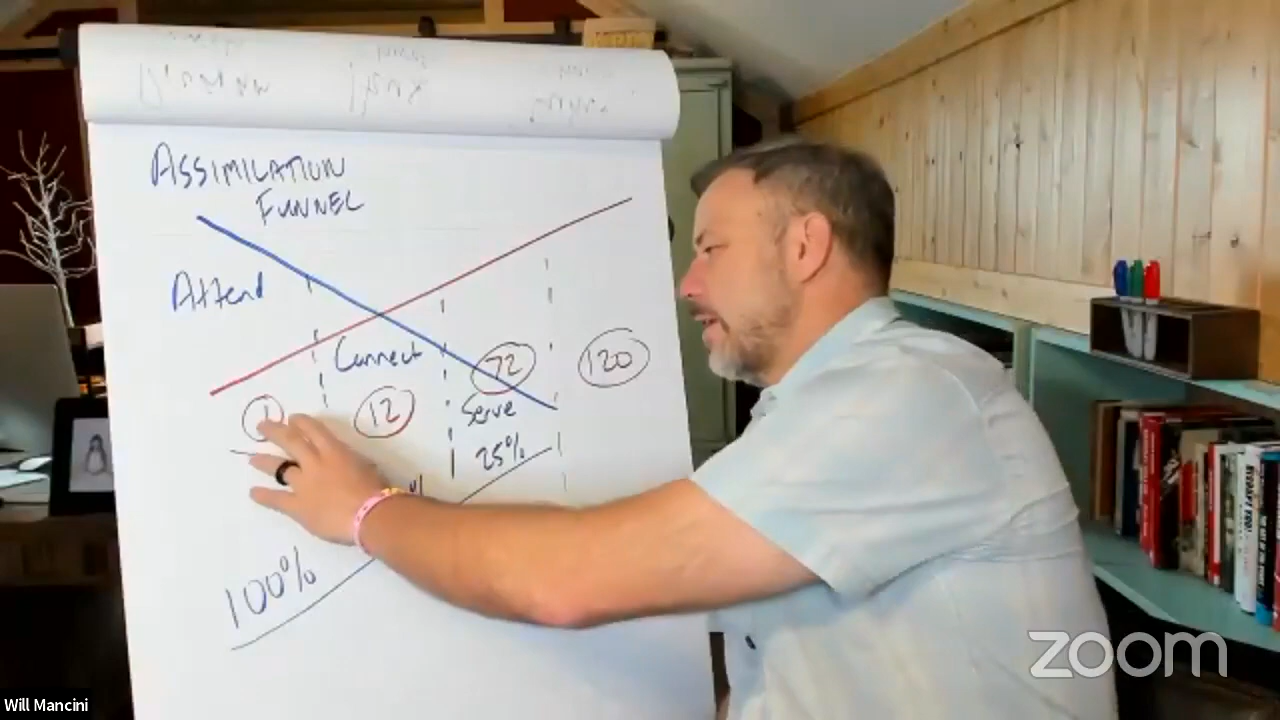 ASSIMILATION
FUNNEL
Attend
Connect
72
120
1
12
Serve
25%
%
100%
zoom
Will Mancini